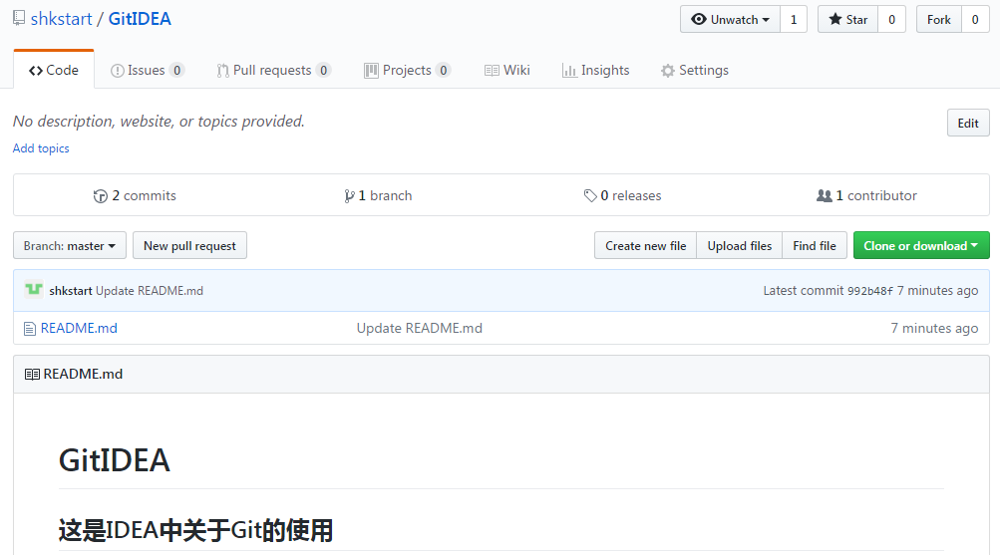 shkstart / GitIDEA
Unwatch 1 Star 0 Fork 0
Code Issues 0 Pull requests 0 Projects 0 Wiki Insights Settings
No description, website, or topics provided.
Edit
Add topics
2 commits 1 branch 0 releases 1 contributor
Branch: master New pull request Create new file Upload files Find file Clone or download
shkstart Update README.md Latest commit 992b48f 7 minutes ago
README.md Update README.md 7 minutes ago
README.md
GitIDEA
这是IDEA中关于Git的使用